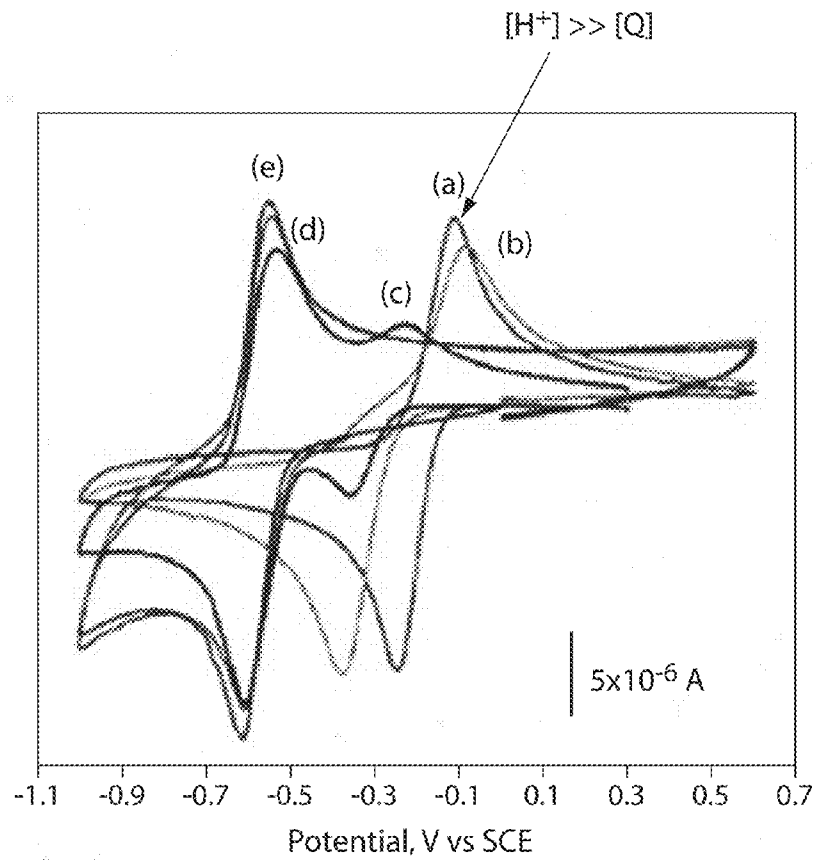 [H⁺] >> [Q]
(e)
(a)
(d)
(b)
(c)
5x10⁻⁶ A
-1.1 -0.9 -0.7 -0.5 -0.3 -0.1 0.1 0.3 0.5 0.7
Potential, V vs SCE